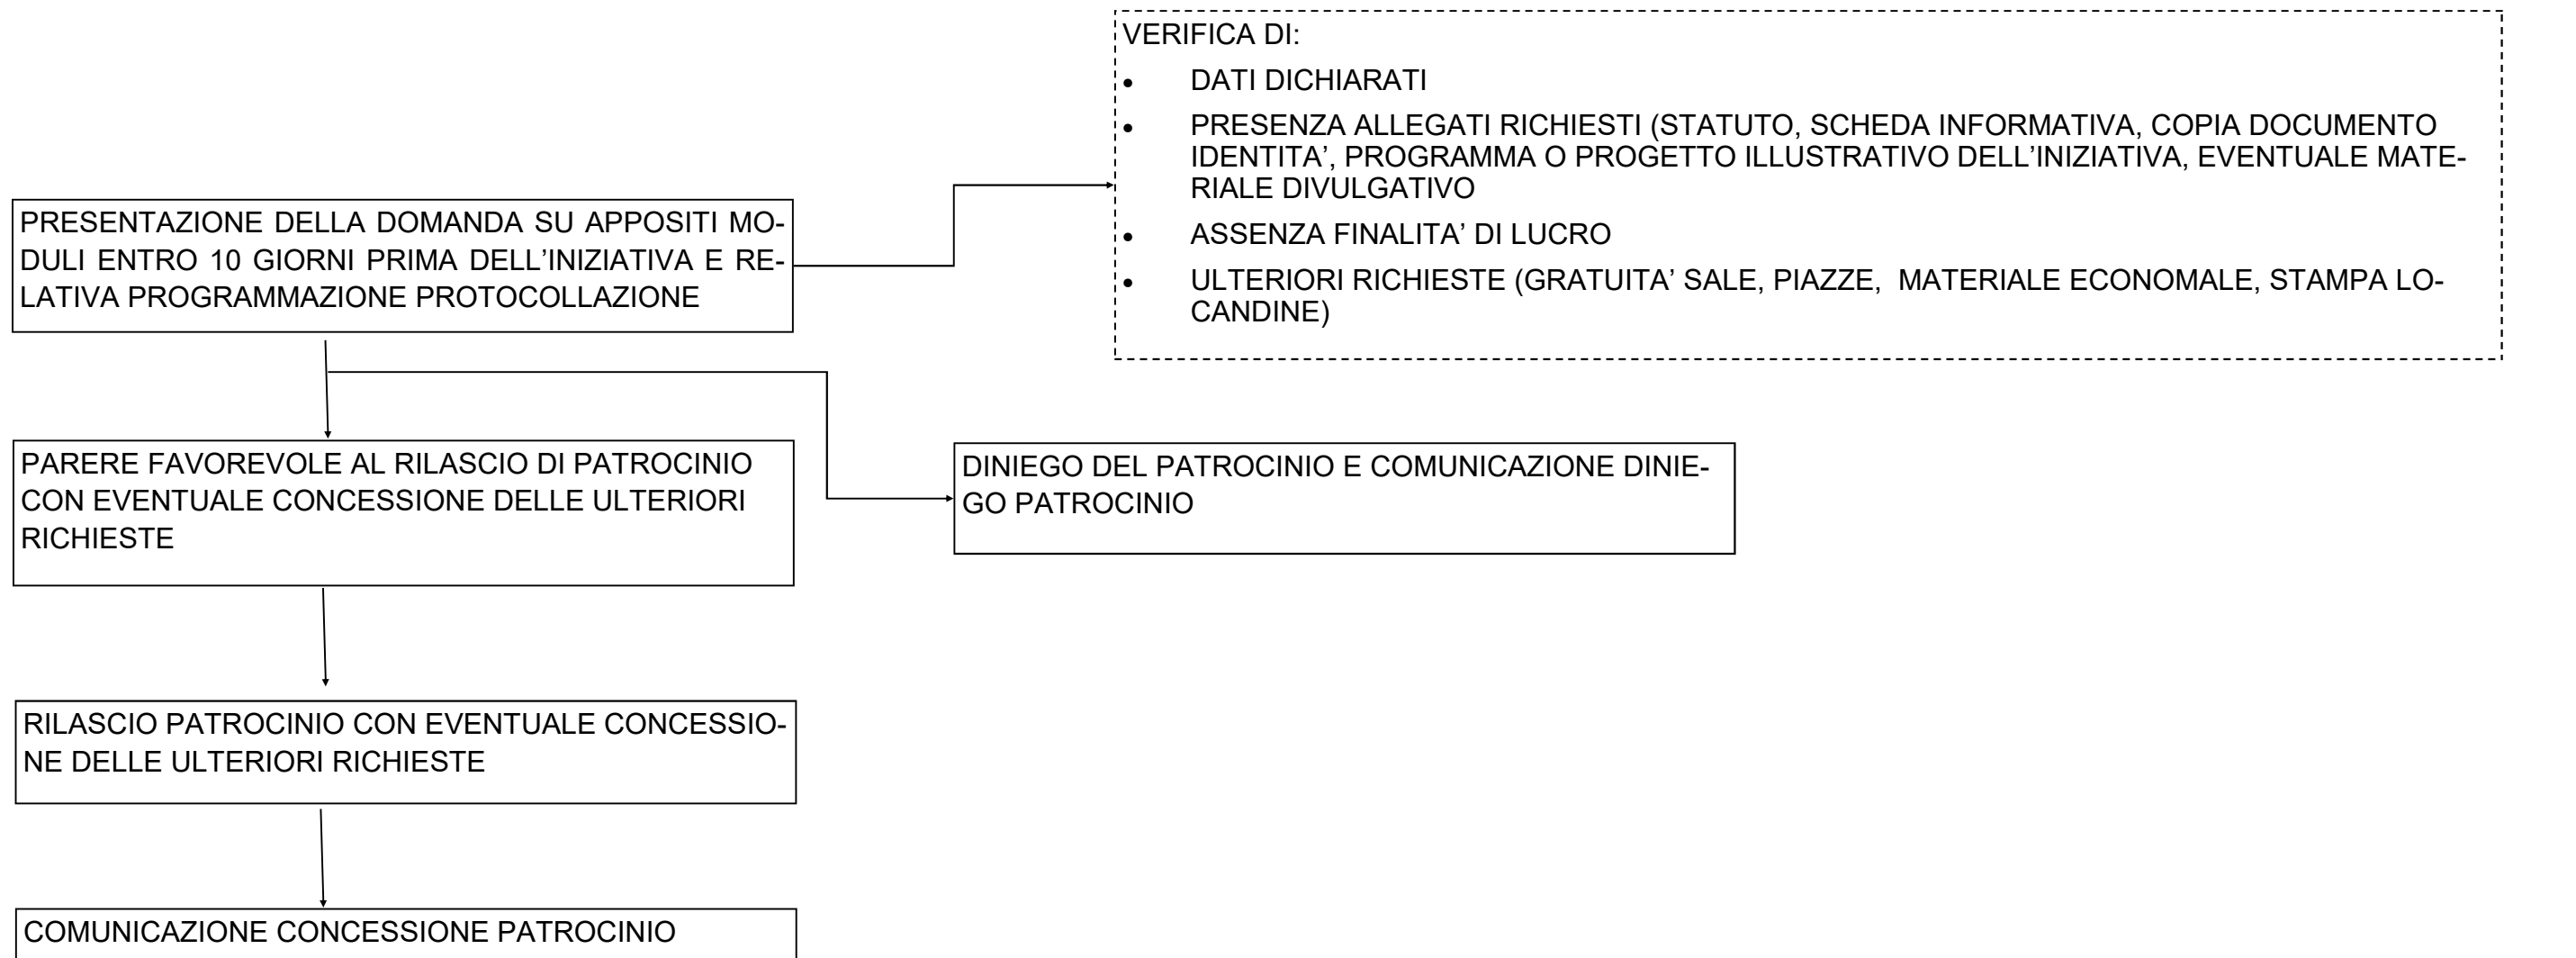 VERIFICA DI:
• DATI DICHIARATI
• PRESENZA ALLEGATI RICHIESTI (STATUTO, SCHEDA INFORMATIVA, COPIA DOCUMENTO
IDENTITA’, PROGRAMMA O PROGETTO ILLUSTRATIVO DELL’INIZIATIVA, EVENTUALE MATE-
RIALE DIVULGATIVO
• ASSENZA FINALITA’ DI LUCRO
• ULTERIORI RICHIESTE (GRATUITA’ SALE, PIAZZE, MATERIALE ECONOMALE, STAMPA LO-
CANDINE)
PRESENTAZIONE DELLA DOMANDA SU APPOSITI MO-
DULI ENTRO 10 GIORNI PRIMA DELL’INIZIATIVA E RE-
LATIVA PROGRAMMAZIONE PROTOCOLLAZIONE
PARERE FAVOREVOLE AL RILASCIO DI PATROCINIO
CON EVENTUALE CONCESSIONE DELLE ULTERIORI
RICHIESTE
DINIEGO DEL PATROCINIO E COMUNICAZIONE DINIE-
GO PATROCINIO
RILASCIO PATROCINIO CON EVENTUALE CONCESSIO-
NE DELLE ULTERIORI RICHIESTE
COMUNICAZIONE CONCESSIONE PATROCINIO